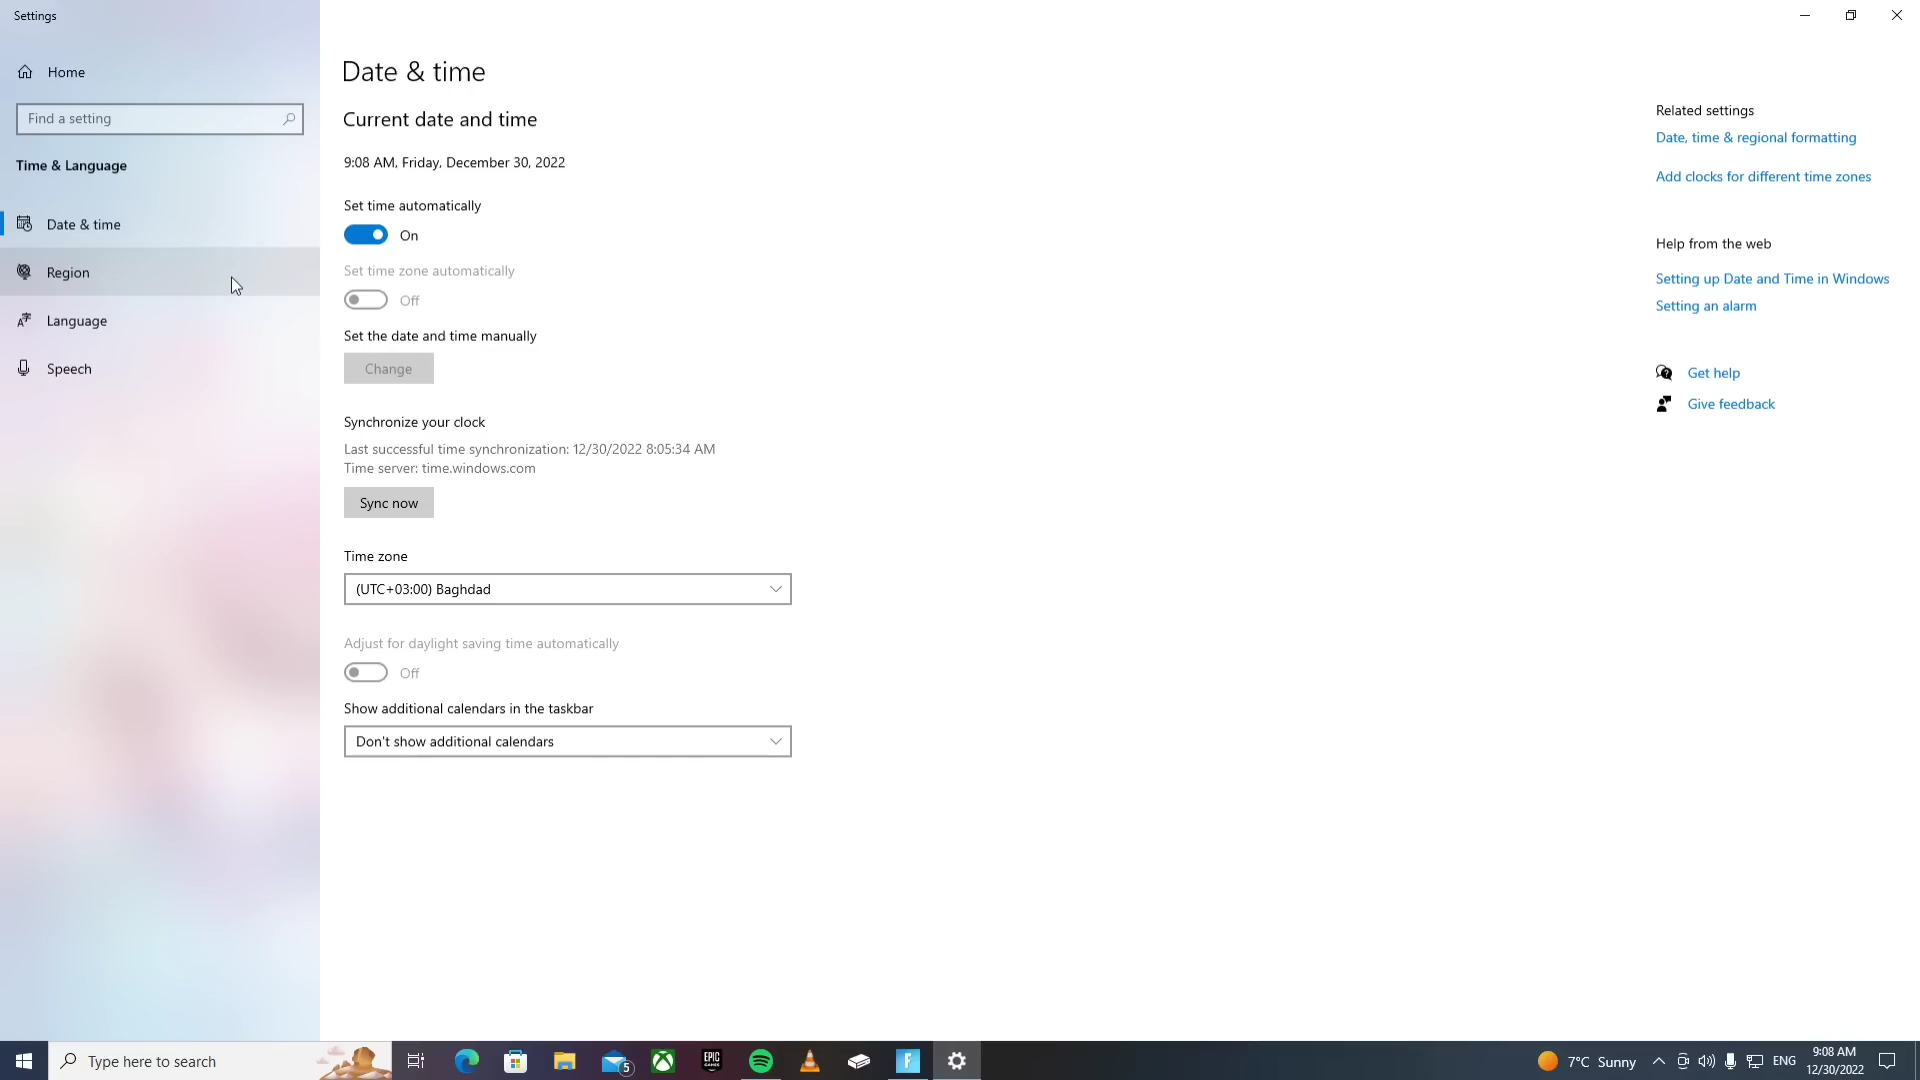 Settings
Home
Find a setting
Time & Language
Date & time
Region
Language
Speech
Date & time
Current date and time
9:08 AM, Friday, December 30, 2022
Set time automatically
On
Set time zone automatically
Off
Set the date and time manually
Change
Synchronize your clock
Last successful time synchronization: 12/30/2022 8:05:34 AM
Time server: time.windows.com
Sync now
Time zone
(UTC+03:00) Baghdad
Adjust for daylight saving time automatically
Off
Show additional calendars in the taskbar
Don't show additional calendars
Related settings
Date, time & regional formatting
Add clocks for different time zones
Help from the web
Setting up Date and Time in Windows
Setting an alarm
Get help
Give feedback
Type here to search
5
EPIC
GAMES
F
7°C Sunny
ENG
9:08 AM
12/30/2022